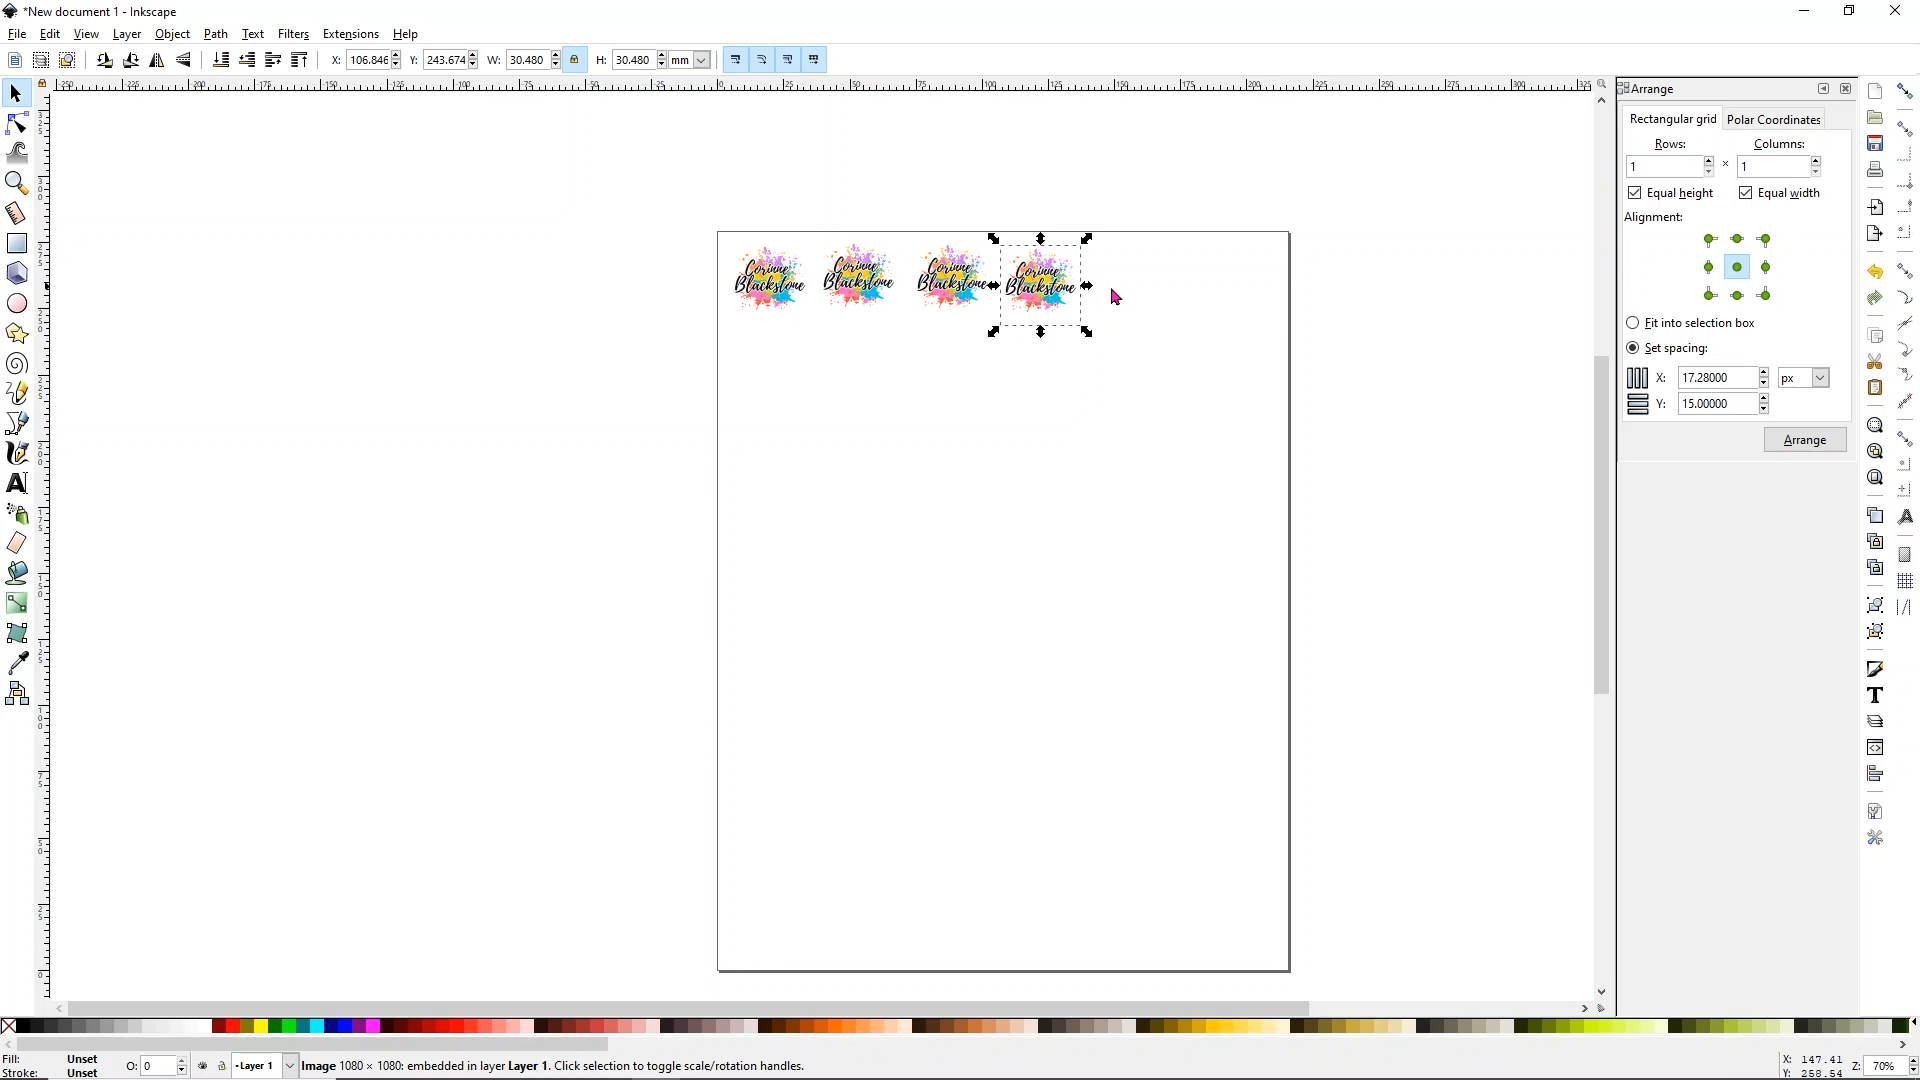 *New document 1 - Inkscape
File Edit View Layer Object Path Text Filters Extensions Help
X: 106.846 Y: 243.674 W: 30.480 H: 30.480 mm
Arrange
Rectangular grid Polar Coordinates
Rows: Columns:
1 × 1
Equal height Equal width
Alignment:
Fit into selection box
Set spacing:
X: 17.28000 px
Y: 15.00000
Arrange
Corinne Blackstone
Corinne Blackstone
Corinne Blackstone
Corinne Blackstone
Fill: Unset
Stroke: Unset
O: 0
Layer 1
Image 1080 × 1080: embedded in layer Layer 1. Click selection to toggle scale/rotation handles.
X: 147.41
Y: 258.54
Z: 70%